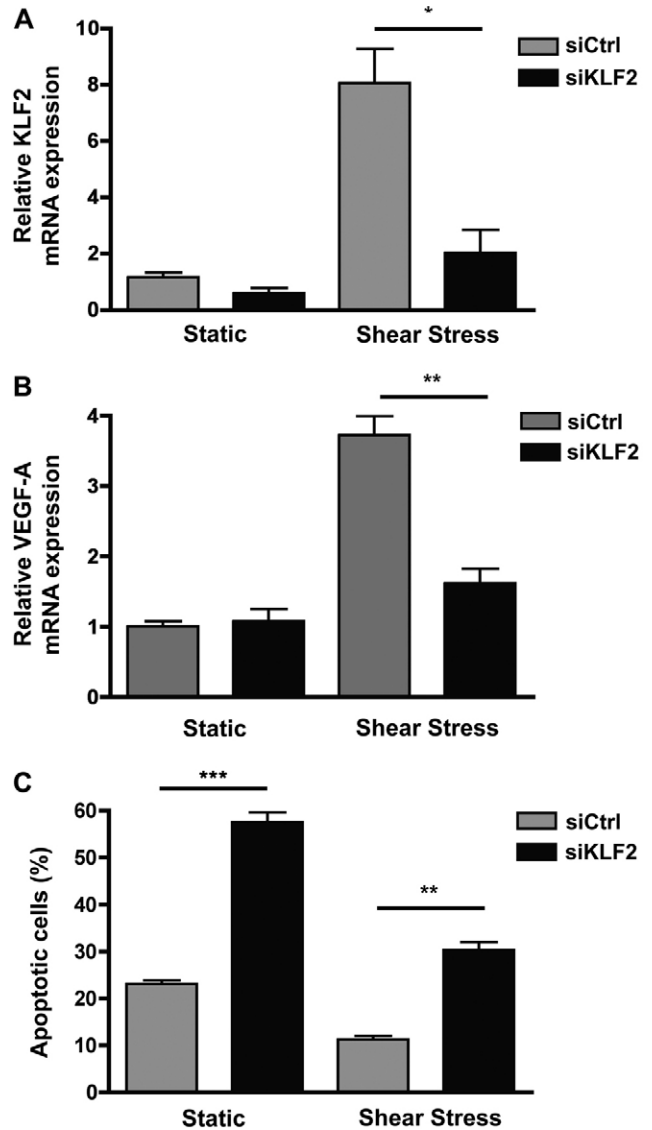 A
Relative KLF2
mRNA expression
10
8
6
4
2
0
*
siCtrl
siKLF2
Static
Shear Stress
B
Relative VEGF-A
mRNA expression
4
3
2
1
0
**
siCtrl
siKLF2
Static
Shear Stress
C
Apoptotic cells (%)
60
50
40
30
20
10
0
***
**
siCtrl
siKLF2
Static
Shear Stress